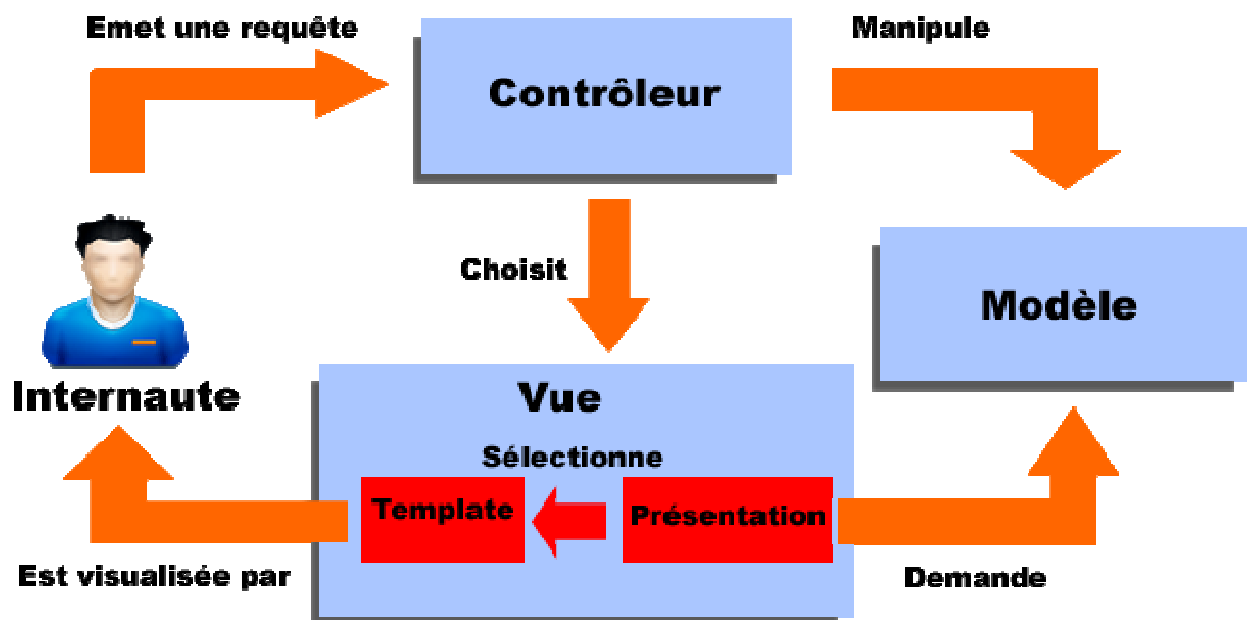 Emet une requête
Manipule
Contrôleur
Choisit
Modèle
Internaute
Vue
Sélectionne
Template
Présentation
Est visualisée par
Demande